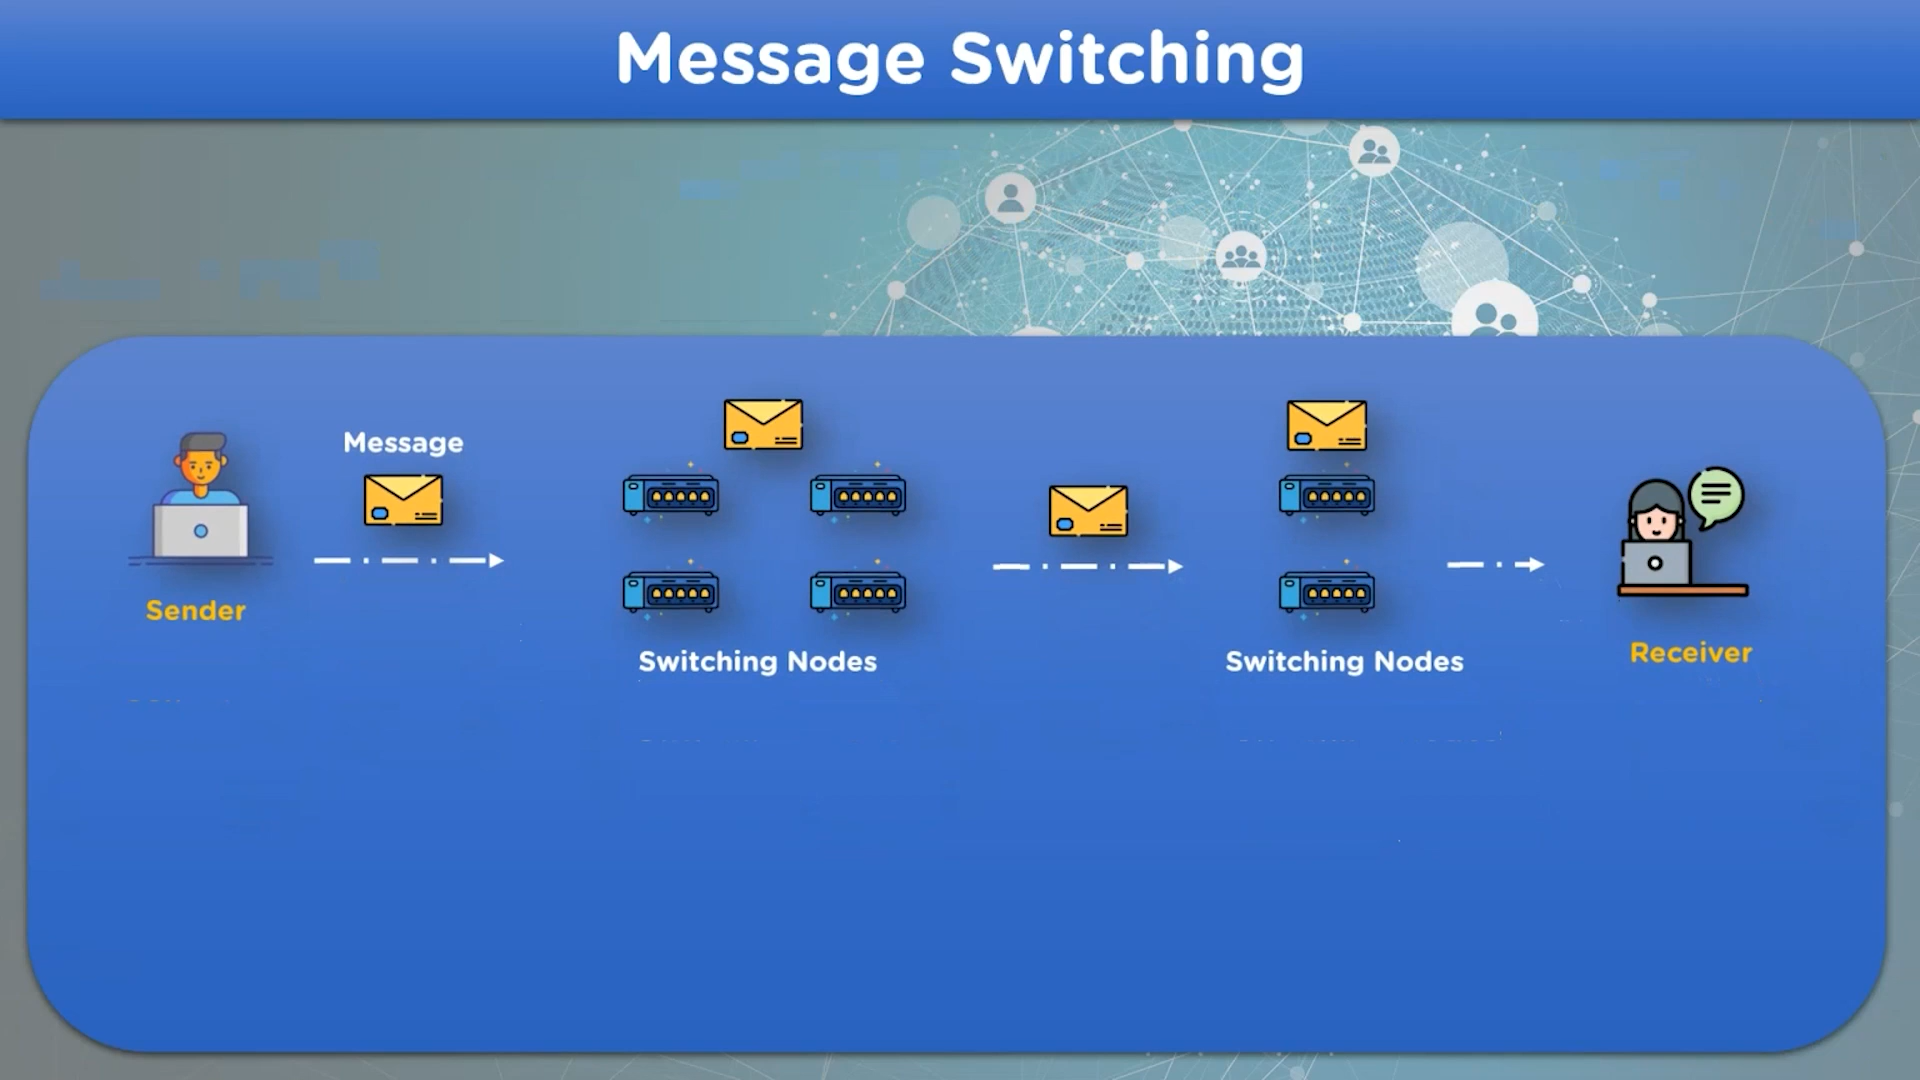 Message Switching
Message
Sender
Switching Nodes
Switching Nodes
Receiver